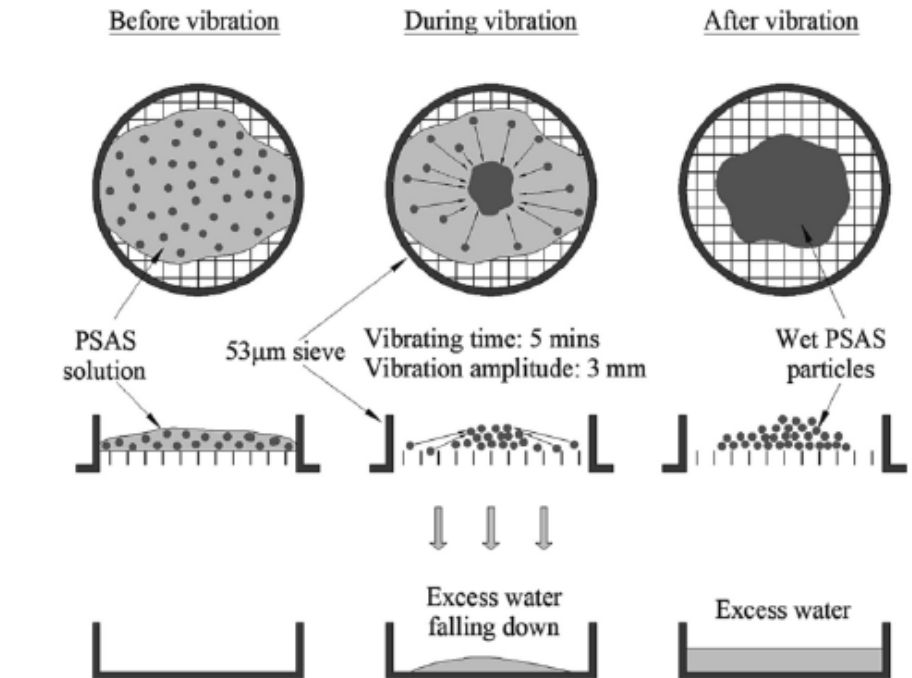 Before vibration
During vibration
After vibration
PSAS
solution
53μm sieve
Vibrating time: 5 mins
Vibration amplitude: 3 mm
Wet PSAS
particles
Excess water
falling down
Excess water